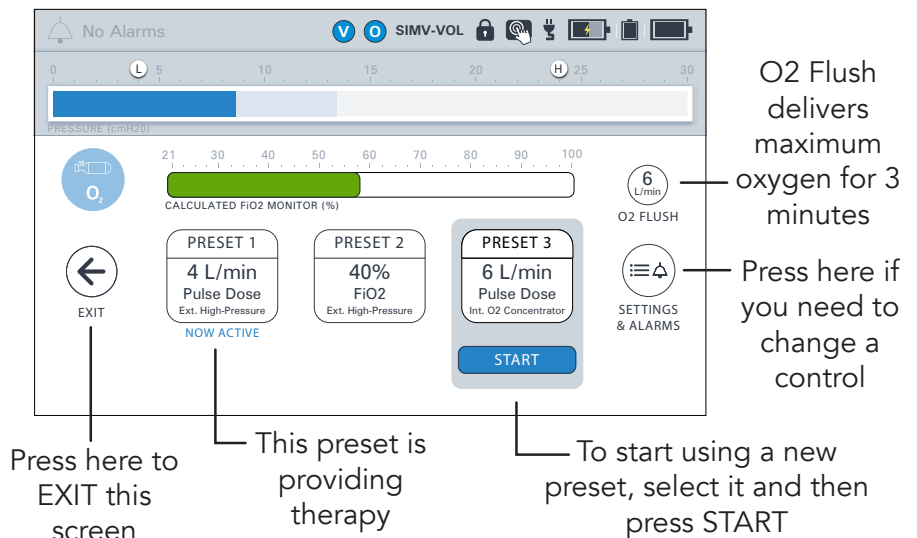 No Alarms
V O SIMV-VOL
0 L 5 10 15 20 H 25 30
PRESSURE (cmH20)
21 30 40 50 60 70 80 90 100
O2
CALCULATED FiO2 MONITOR (%)
6
L/min
O2 FLUSH
O2 Flush
delivers
maximum
oxygen for 3
minutes
EXIT
PRESET 1
4 L/min
Pulse Dose
Ext. High-Pressure
NOW ACTIVE
PRESET 2
40%
FiO2
Ext. High-Pressure
PRESET 3
6 L/min
Pulse Dose
Int. O2 Concentrator
START
SETTINGS
& ALARMS
Press here if
you need to
change a
control
Press here to
EXIT this
screen
This preset is
providing
therapy
To start using a new
preset, select it and then
press START